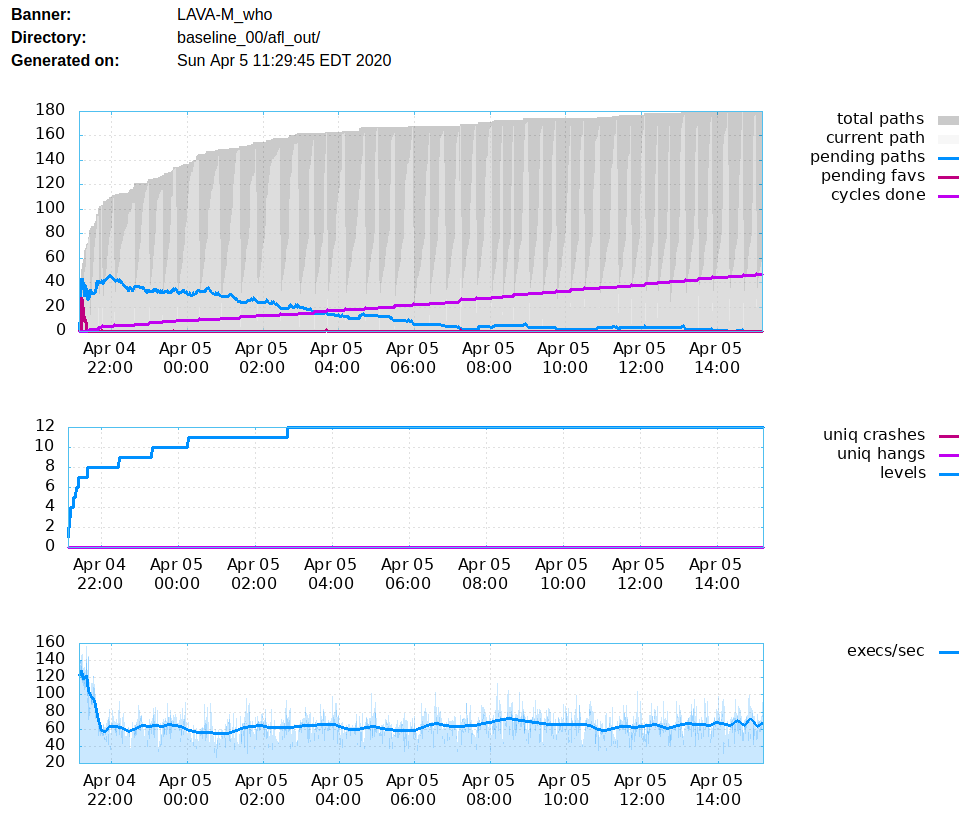 Banner: LAVA-M_who
Directory: baseline_00/afl_out/
Generated on: Sun Apr 5 11:29:45 EDT 2020
180
160
140
120
100
80
60
40
20
0
Apr 04 Apr 05 Apr 05 Apr 05 Apr 05 Apr 05 Apr 05 Apr 05 Apr 05
22:00 00:00 02:00 04:00 06:00 08:00 10:00 12:00 14:00
total paths
current path
pending paths
pending favs
cycles done
12
10
8
6
4
2
0
Apr 04 Apr 05 Apr 05 Apr 05 Apr 05 Apr 05 Apr 05 Apr 05 Apr 05
22:00 00:00 02:00 04:00 06:00 08:00 10:00 12:00 14:00
uniq crashes
uniq hangs
levels
160
140
120
100
80
60
40
20
Apr 04 Apr 05 Apr 05 Apr 05 Apr 05 Apr 05 Apr 05 Apr 05 Apr 05
22:00 00:00 02:00 04:00 06:00 08:00 10:00 12:00 14:00
execs/sec